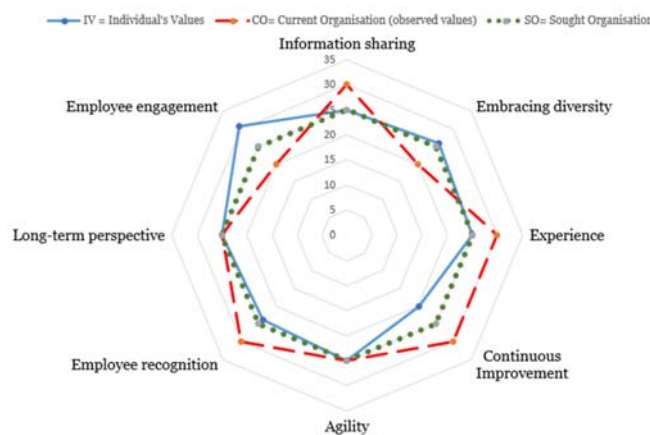 IV = Individual's Values
CO= Current Organisation (observed values)
SO= Sought Organisation
Information sharing
35
30
25
20
15
10
5
0
Employee engagement
Embracing diversity
Long-term perspective
Experience
Employee recognition
Continuous
Improvement
Agility